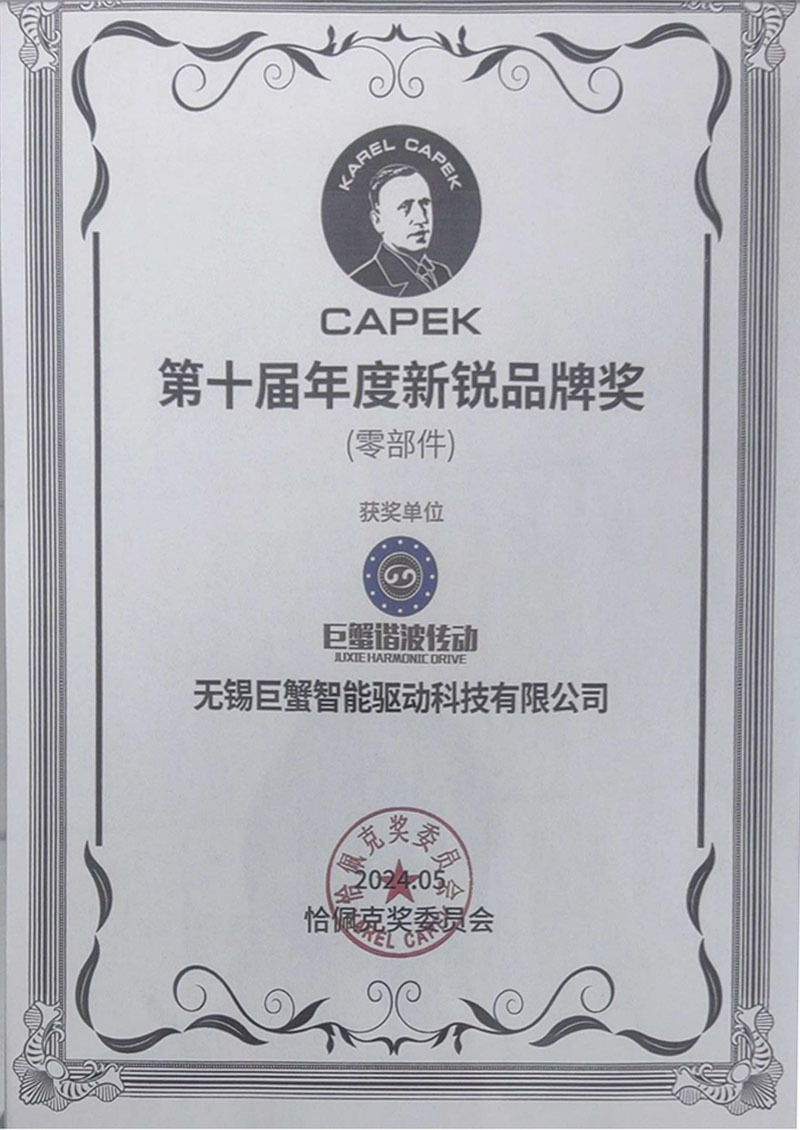 KAREL CAPEK
CAPEK
第十届年度新锐品牌奖
(零部件)
获奖单位
巨蟹谐波传动
JUXIE HARMONIC DRIVE
无锡巨蟹智能驱动科技有限公司
恰佩克奖委员会
2024.05
恰佩克奖委员会
KAREL CAPEK